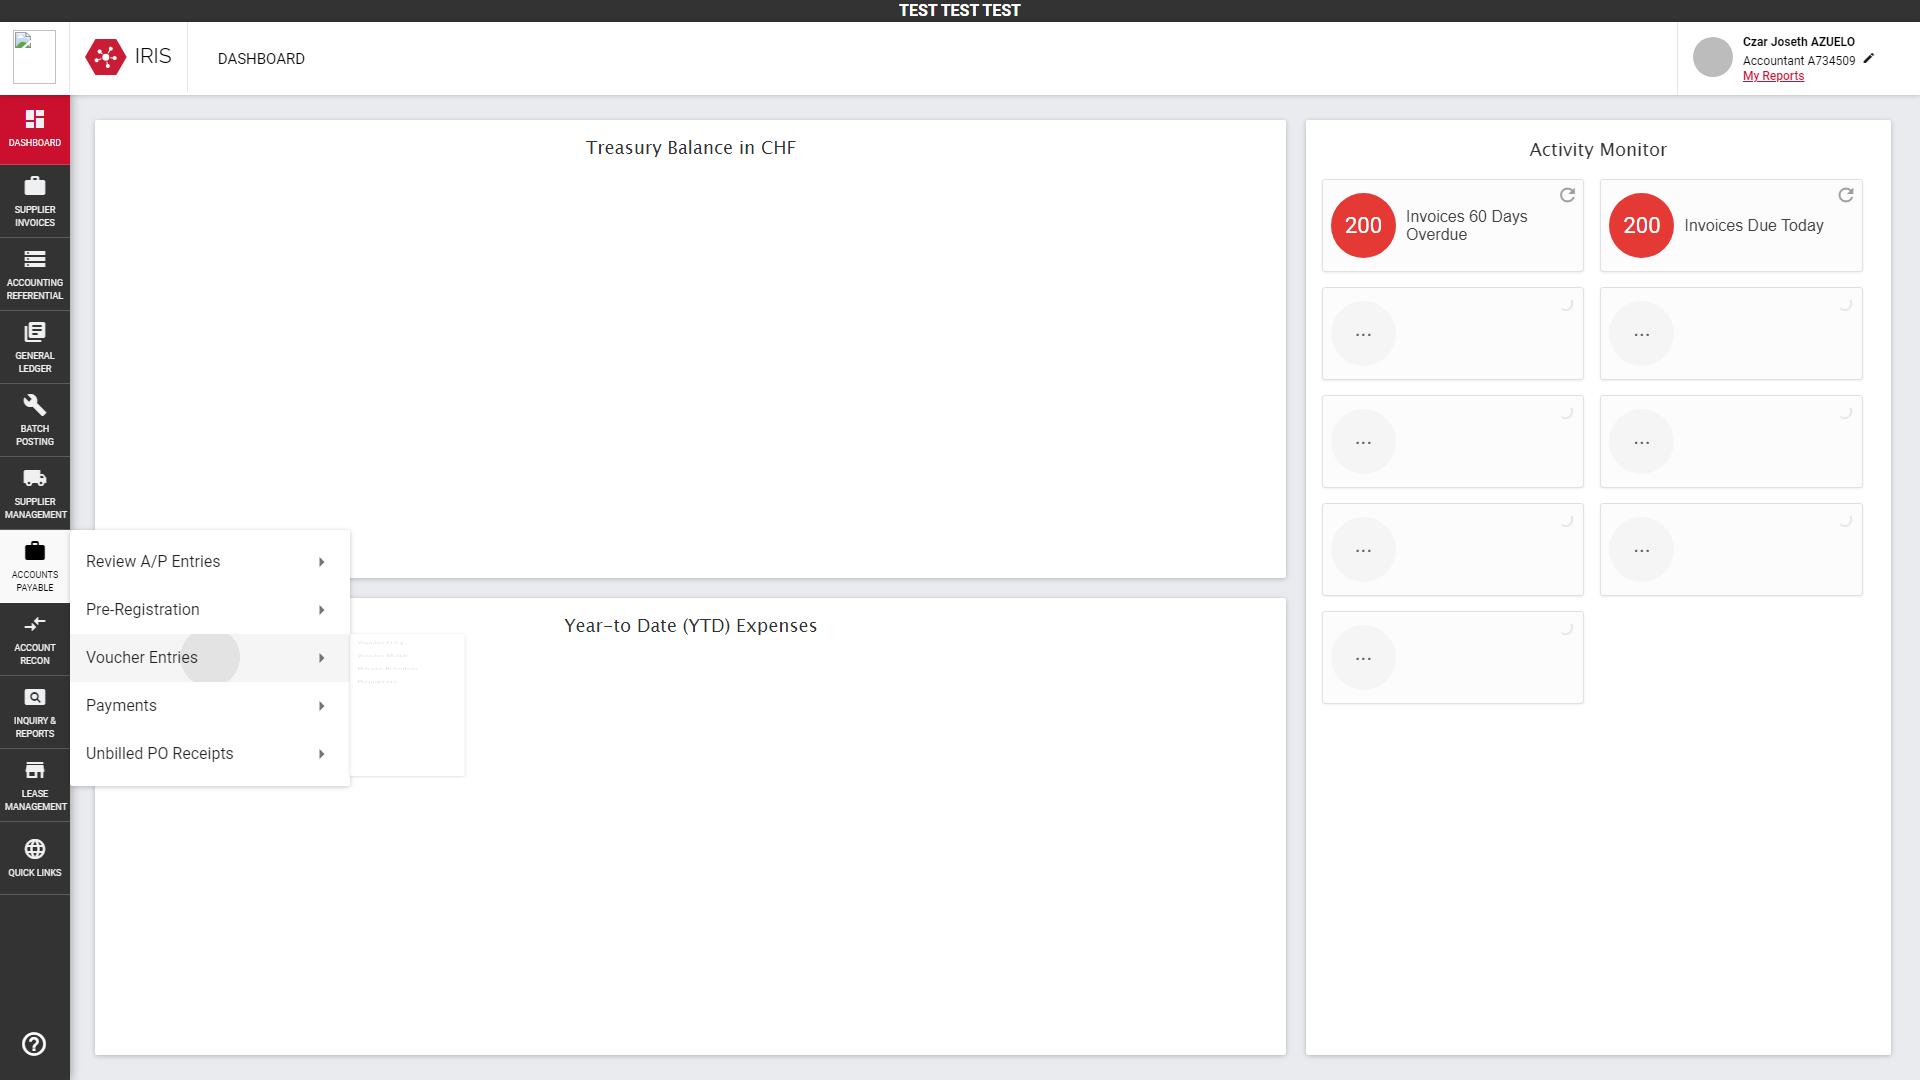 TEST TEST TEST
IRIS
DASHBOARD
Czar Joseth AZUELO
Accountant A734509
My Reports
DASHBOARD
SUPPLIER
INVOICES
ACCOUNTING
REFERENTIAL
GENERAL
LEDGER
BATCH
POSTING
SUPPLIER
MANAGEMENT
ACCOUNTS
PAYABLE
ACCOUNT
RECON
INQUIRY &
REPORTS
LEASE
MANAGEMENT
QUICK LINKS
Review A/P Entries
Pre-Registration
Voucher Entries
Payments
Unbilled PO Receipts
Treasury Balance in CHF
Year-to Date (YTD) Expenses
Activity Monitor
200
Invoices 60 Days
Overdue
200
Invoices Due Today
...
...
...
...
...
...
...